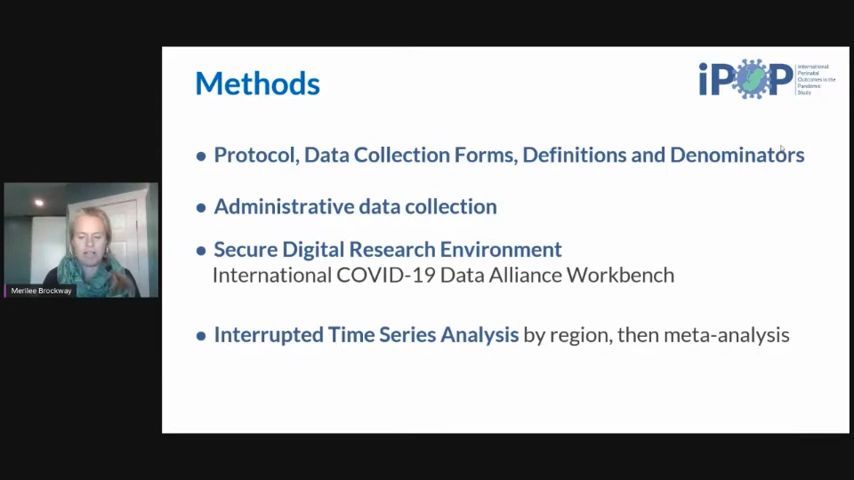 Methods
iPOP
International
Perinatal
Outcomes in the
Pandemic
Study
● Protocol, Data Collection Forms, Definitions and Denominators
● Administrative data collection
● Secure Digital Research Environment
International COVID-19 Data Alliance Workbench
● Interrupted Time Series Analysis by region, then meta-analysis
Merilee Brockway